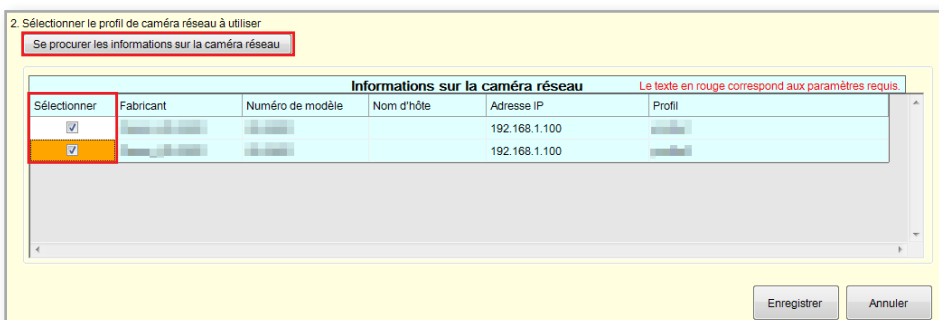 2. Sélectionner le profil de caméra réseau à utiliser
Se procurer les informations sur la caméra réseau
Informations sur la caméra réseau Le texte en rouge correspond aux paramètres requis.
Sélectionner Fabricant Numéro de modèle Nom d'hôte Adresse IP Profil
192.168.1.100
192.168.1.100
Enregistrer Annuler